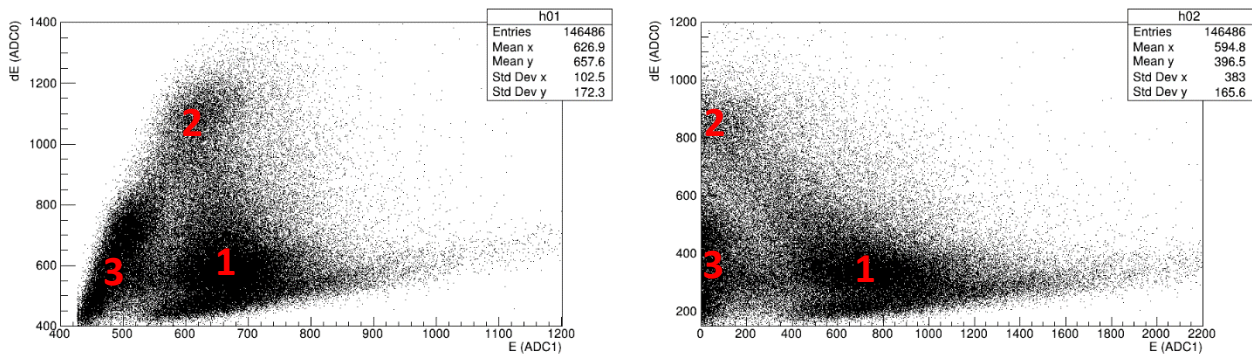 h01
Entries 146486
Mean x 626.9
Mean y 657.6
Std Dev x 102.5
Std Dev y 172.3
dE (ADC0)
1400
1200
1000
800
600
400
2
3
1
400 500 600 700 800 900 1000 1100 1200
E (ADC1)
h02
Entries 146486
Mean x 594.8
Mean y 396.5
Std Dev x 383
Std Dev y 165.6
dE (ADC0)
1200
1000
800
600
400
200
2
3
1
0 200 400 600 800 1000 1200 1400 1600 1800 2000 2200
E (ADC1)